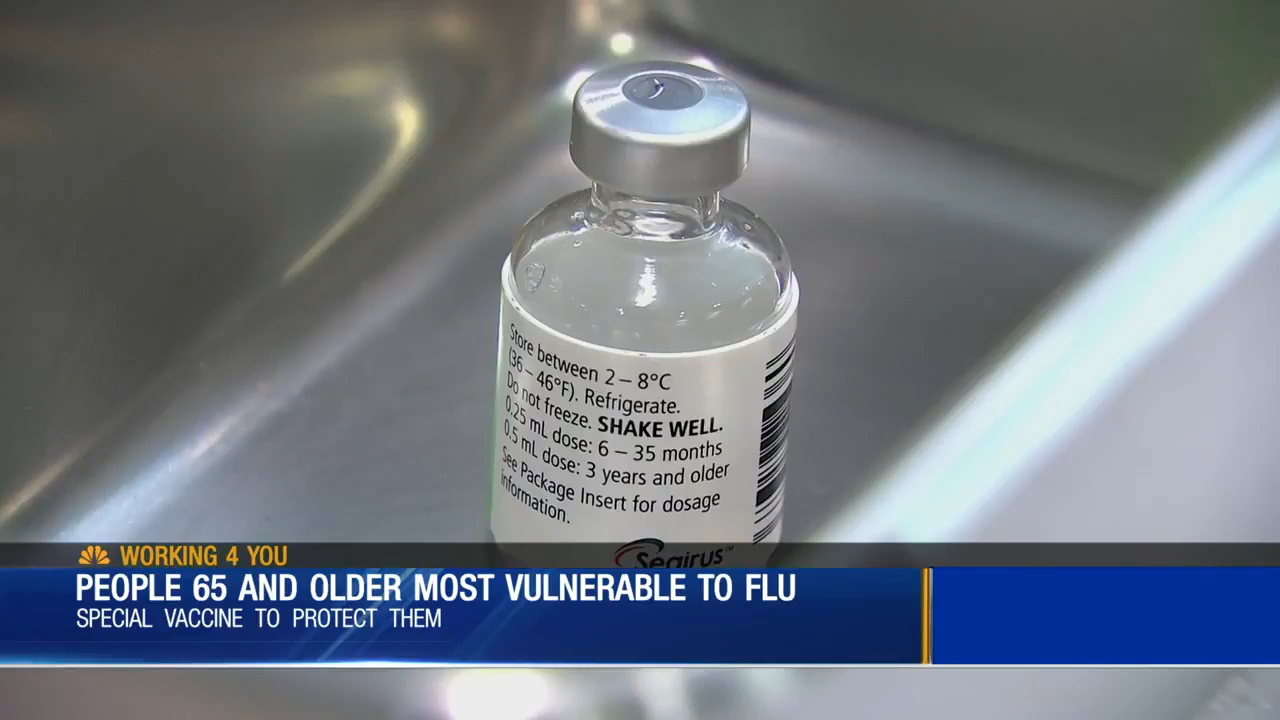 Store between 2 – 8°C
(36 – 46°F). Refrigerate.
Do not freeze. SHAKE WELL.
0.25 mL dose: 6 – 35 months
0.5 mL dose: 3 years and older
See Package Insert for dosage
information.
Seqirus™
WORKING 4 YOU
PEOPLE 65 AND OLDER MOST VULNERABLE TO FLU
SPECIAL VACCINE TO PROTECT THEM